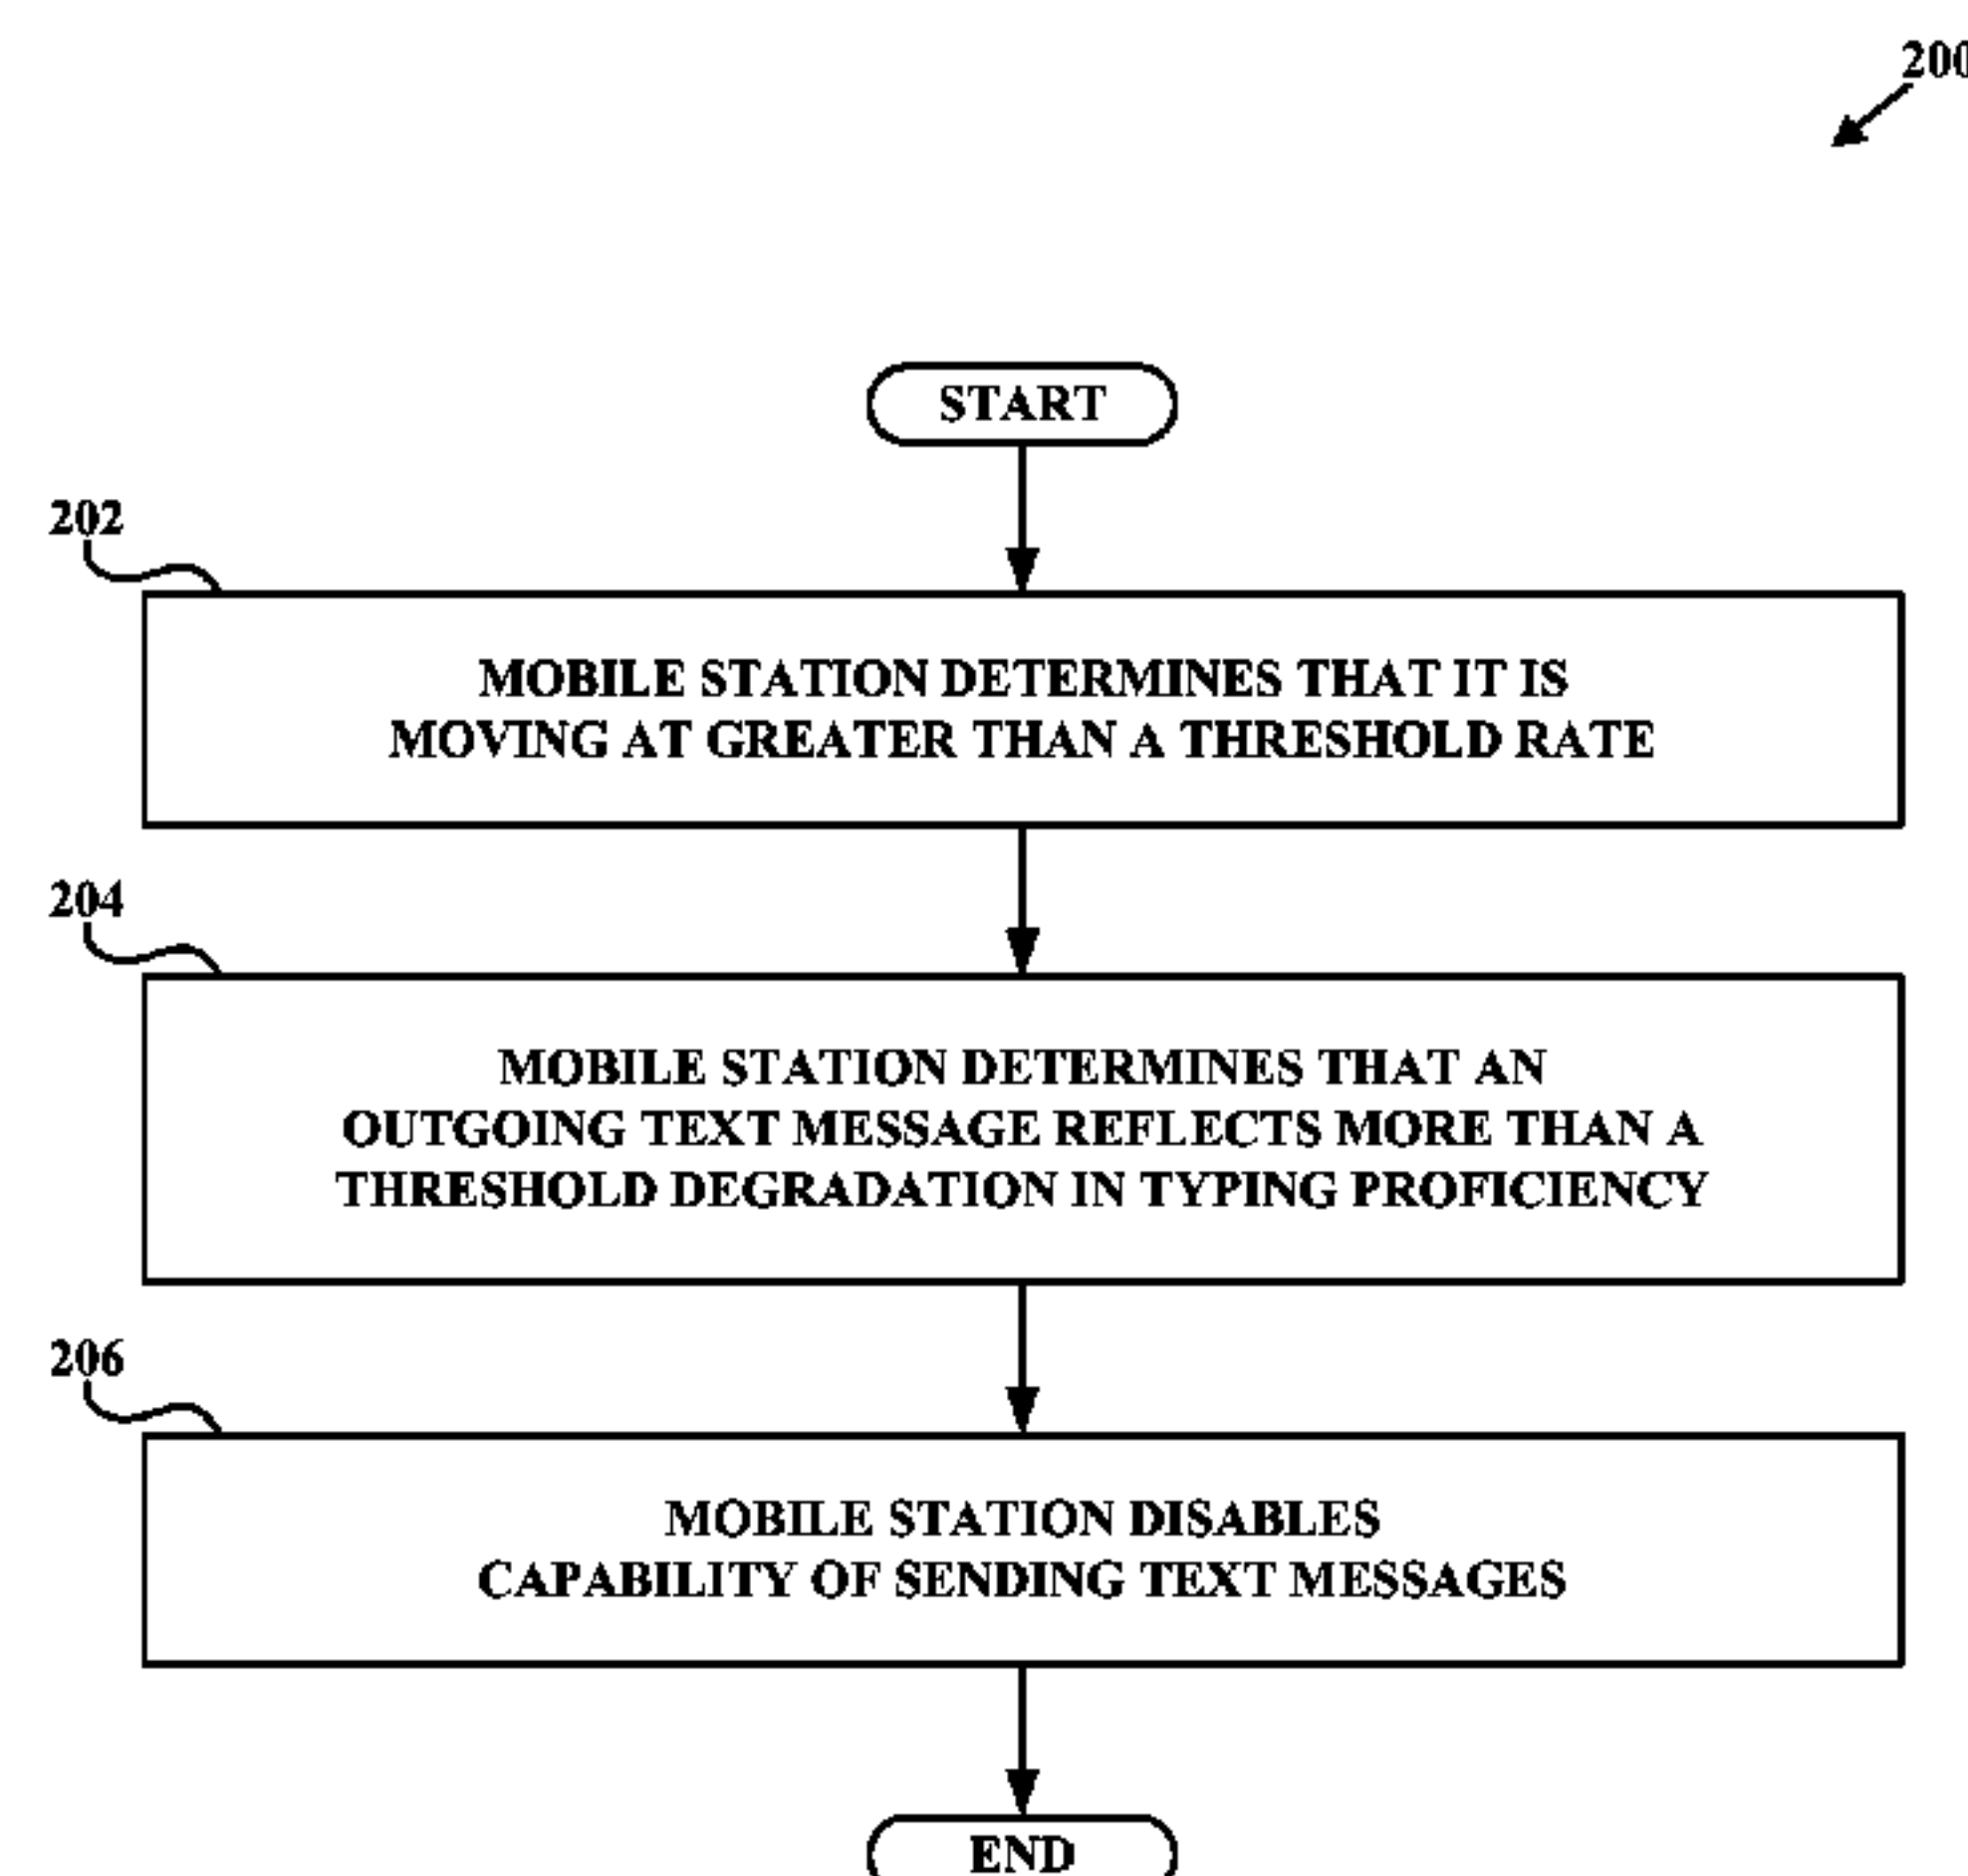 200
START
202
MOBILE STATION DETERMINES THAT IT IS
MOVING AT GREATER THAN A THRESHOLD RATE
204
MOBILE STATION DETERMINES THAT AN
OUTGOING TEXT MESSAGE REFLECTS MORE THAN A
THRESHOLD DEGRADATION IN TYPING PROFICIENCY
206
MOBILE STATION DISABLES
CAPABILITY OF SENDING TEXT MESSAGES
END